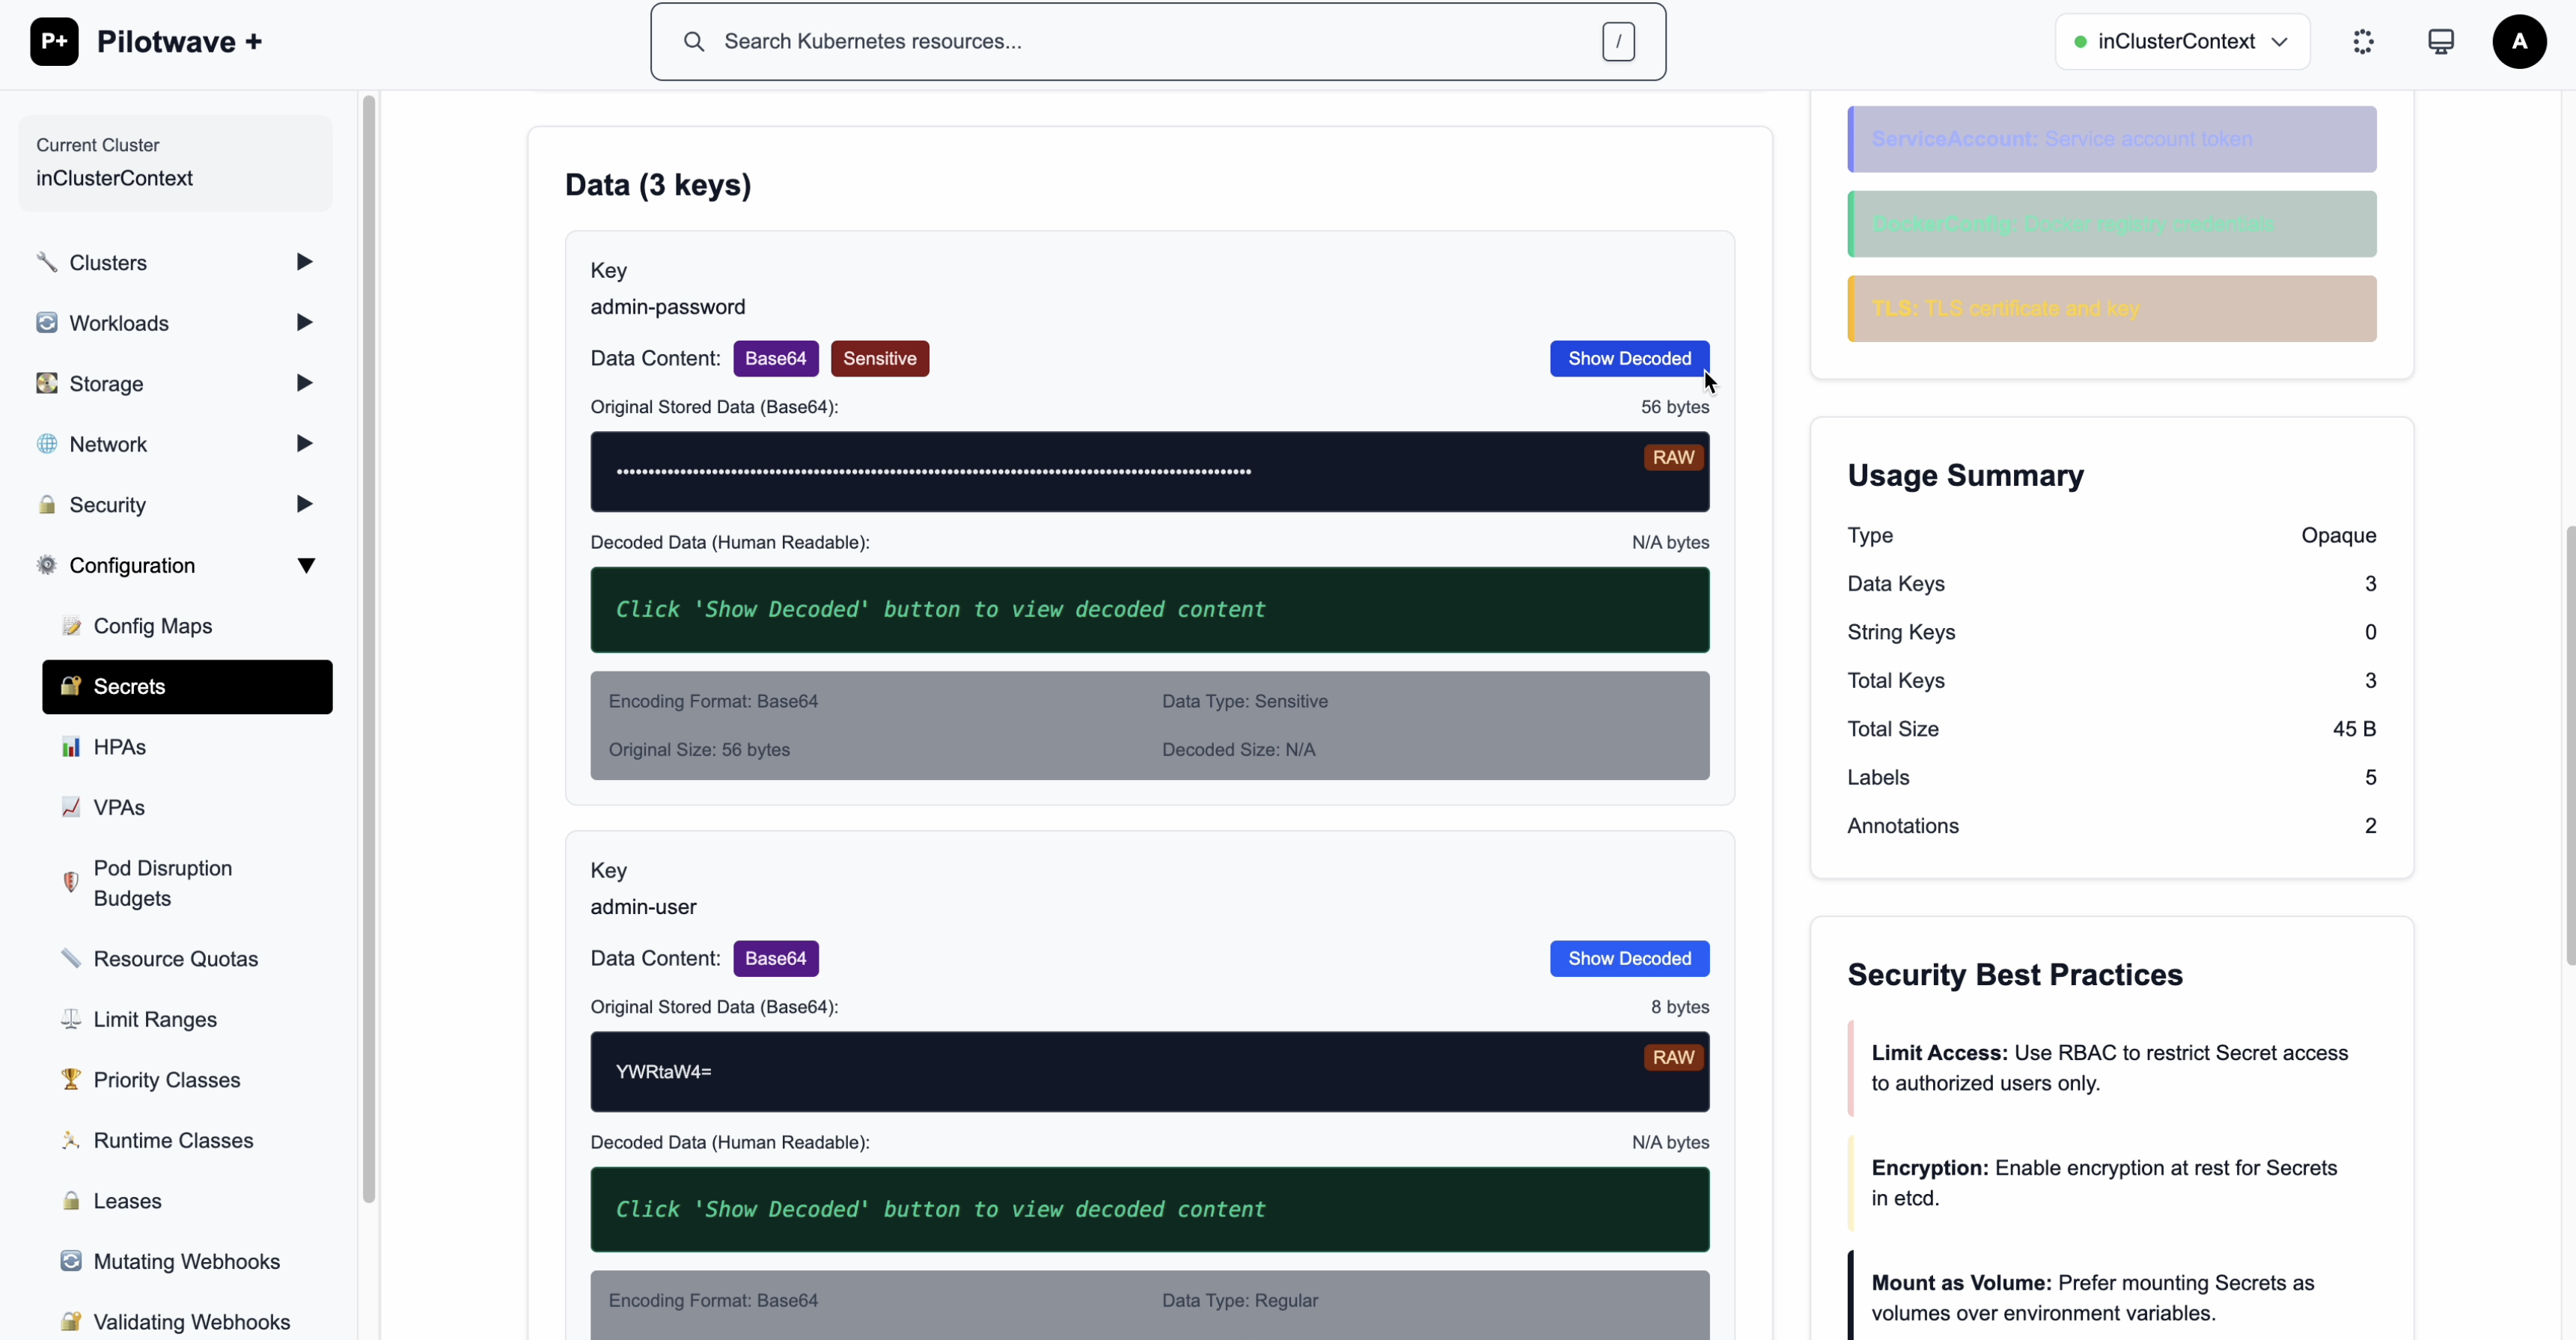 P+ Pilotwave +
Search Kubernetes resources...
/
inClusterContext
A
Current Cluster
inClusterContext
Clusters
Workloads
Storage
Network
Security
Configuration
Config Maps
Secrets
HPAs
VPAs
Pod Disruption
Budgets
Resource Quotas
Limit Ranges
Priority Classes
Runtime Classes
Leases
Mutating Webhooks
Validating Webhooks
Data (3 keys)
Key
admin-password
Data Content: Base64 Sensitive Show Decoded
Original Stored Data (Base64): 56 bytes
RAW
••••••••••••••••••••••••••••••••••••••••••••••••••••••••••••••••••••••••••••••••••••••••••••••••••••
Decoded Data (Human Readable): N/A bytes
Click 'Show Decoded' button to view decoded content
Encoding Format: Base64 Data Type: Sensitive
Original Size: 56 bytes Decoded Size: N/A
Key
admin-user
Data Content: Base64 Show Decoded
Original Stored Data (Base64): 8 bytes
RAW
YWRtaW4=
Decoded Data (Human Readable): N/A bytes
Click 'Show Decoded' button to view decoded content
Encoding Format: Base64 Data Type: Regular
ServiceAccount: Service account token
DockerConfig: Docker registry credentials
TLS: TLS certificate and key
Usage Summary
Type Opaque
Data Keys 3
String Keys 0
Total Keys 3
Total Size 45 B
Labels 5
Annotations 2
Security Best Practices
Limit Access: Use RBAC to restrict Secret access
to authorized users only.
Encryption: Enable encryption at rest for Secrets
in etcd.
Mount as Volume: Prefer mounting Secrets as
volumes over environment variables.